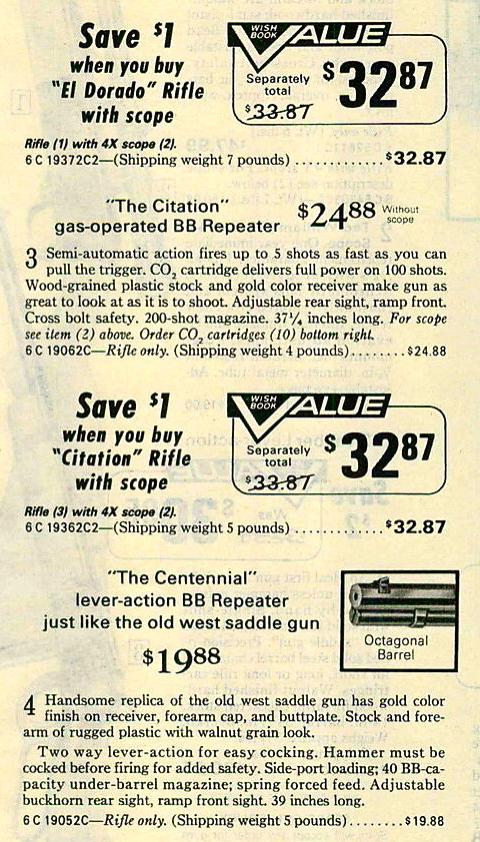 Save $1
when you buy
"El Dorado" Rifle
with scope
WISH BOOK VALUE
Separately total $33.87
$32 87
Rifle (1) with 4X scope (2).
6 C 19372C2—(Shipping weight 7 pounds) ............$32.87
"The Citation"
gas-operated BB Repeater
$24 88 Without scope
3 Semi-automatic action fires up to 5 shots as fast as you can
pull the trigger. CO₂ cartridge delivers full power on 100 shots.
Wood-grained plastic stock and gold color receiver make gun as
great to look at as it is to shoot. Adjustable rear sight, ramp front.
Cross bolt safety. 200-shot magazine. 37¼ inches long. For scope
see item (2) above. Order CO₂ cartridges (10) bottom right.
6 C 19062C—Rifle only. (Shipping weight 4 pounds)........$24.88
Save $1
when you buy
"Citation" Rifle
with scope
WISH BOOK VALUE
Separately total $33.87
$32 87
Rifle (3) with 4X scope (2).
6 C 19362C2—(Shipping weight 5 pounds)............$32.87
"The Centennial"
lever-action BB Repeater
just like the old west saddle gun
$19 88
Octagonal
Barrel
4 Handsome replica of the old west saddle gun has gold color
finish on receiver, forearm cap, and buttplate. Stock and fore-
arm of rugged plastic with walnut grain look.
Two way lever-action for easy cocking. Hammer must be
cocked before firing for added safety. Side-port loading; 40 BB-ca-
pacity under-barrel magazine; spring forced feed. Adjustable
buckhorn rear sight, ramp front sight. 39 inches long.
6 C 19052C—Rifle only. (Shipping weight 5 pounds)........$19.88